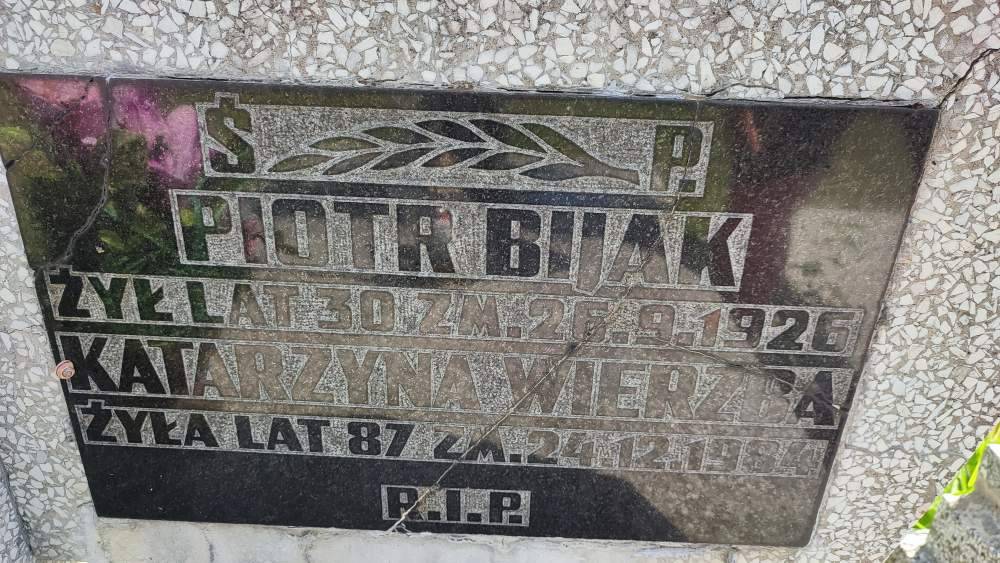 Ś P.
PIOTR BIJAK
ŻYŁ LAT 30 ZM. 26.9.1926
KATARZYNA WIERZBA
ŻYŁA LAT 87 ZM. 24.12.1984
R.I.P.